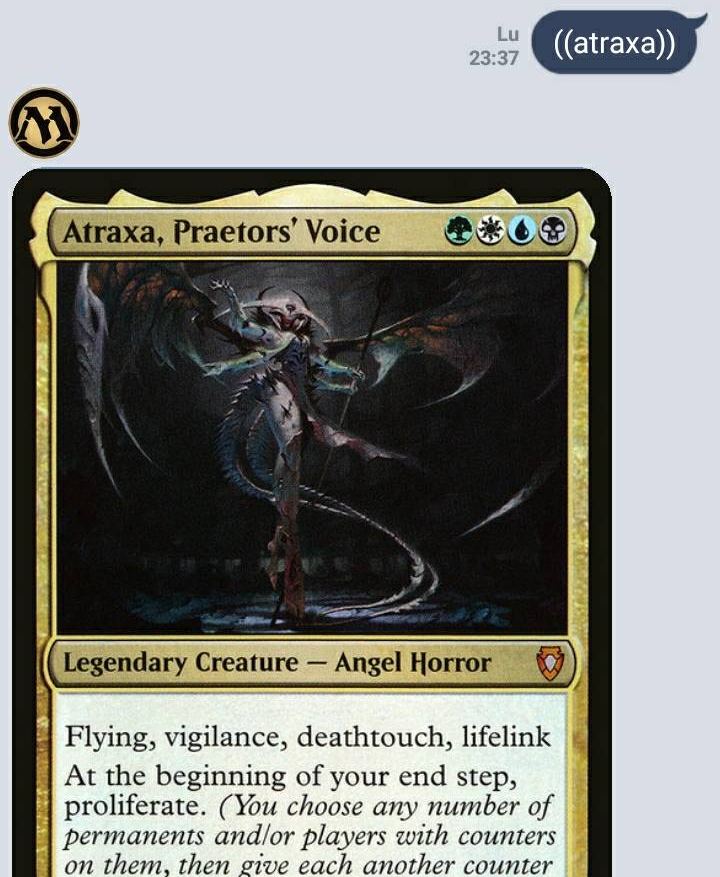 Lu
23:37
((atraxa))
M
Atraxa, Praetors' Voice
Legendary Creature — Angel Horror
Flying, vigilance, deathtouch, lifelink
At the beginning of your end step,
proliferate. (You choose any number of
permanents and/or players with counters
on them, then give each another counter